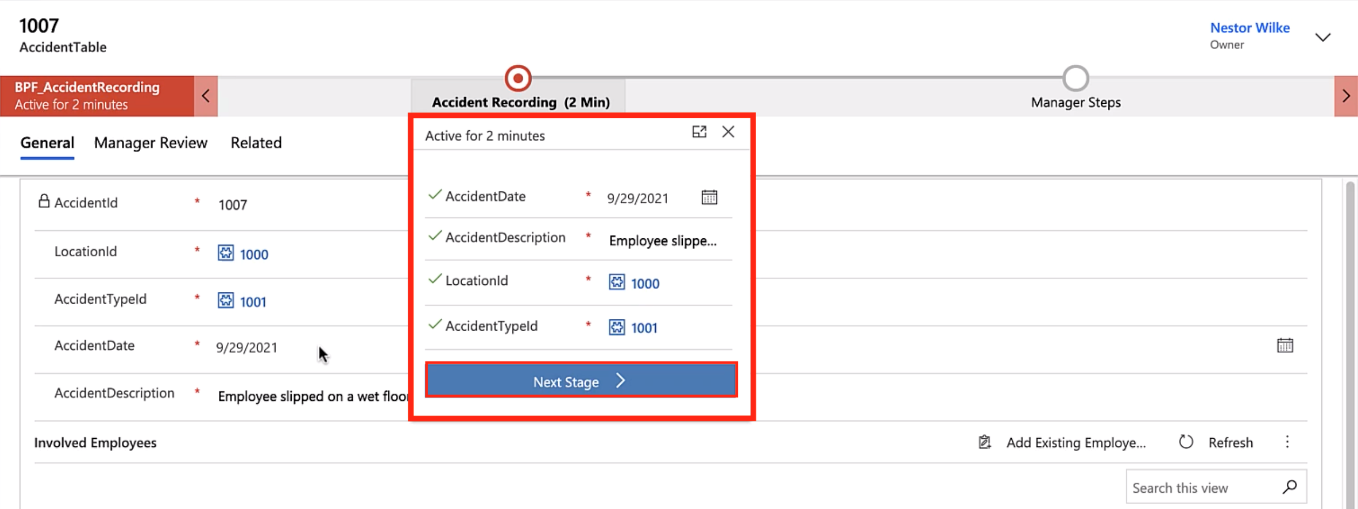 1007
AccidentTable
Nestor Wilke
Owner
BPF_AccidentRecording
Active for 2 minutes
Accident Recording (2 Min)
Manager Steps
General Manager Review Related
Active for 2 minutes
AccidentDate * 9/29/2021
AccidentDescription * Employee slippe...
LocationId * 1000
AccidentTypeId * 1001
Next Stage
AccidentId * 1007
LocationId * 1000
AccidentTypeId * 1001
AccidentDate * 9/29/2021
AccidentDescription * Employee slipped on a wet floor
Involved Employees
Add Existing Employe... Refresh
Search this view